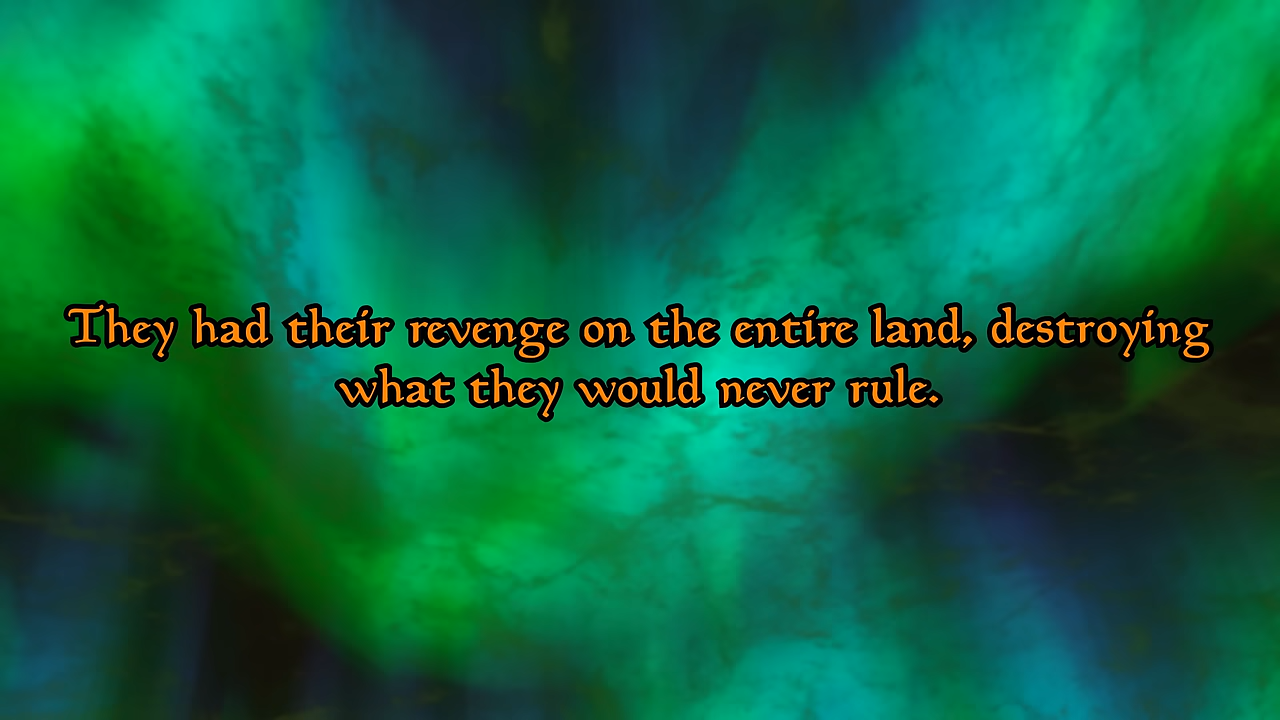 They had their revenge on the entire land, destroying
what they would never rule.